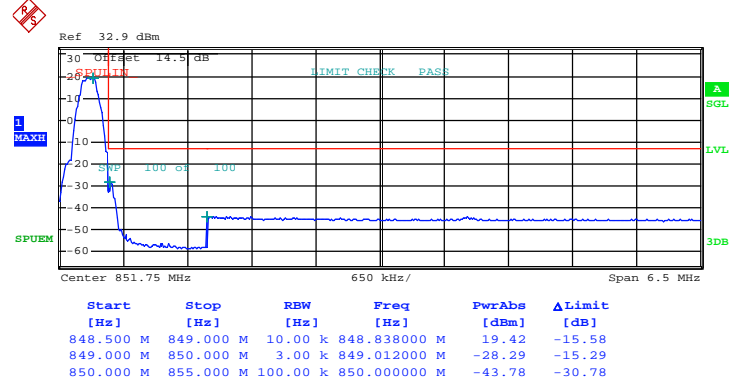 R S
Ref 32.9 dBm
30 Offset 14.5 dB
20 SPULIN LIMIT CHECK PASS
A
SGL
10
0
1
MAXH
-10
LVL
-20
SWP 100 of 100
-30
-40
-50
SPUEM
3DB
-60
Center 851.75 MHz 650 kHz/ Span 6.5 MHz
Start Stop RBW Freq PwrAbs ΔLimit
[Hz] [Hz] [Hz] [Hz] [dBm] [dB]
848.500 M 849.000 M 10.00 k 848.838000 M 19.42 -15.58
849.000 M 850.000 M 3.00 k 849.012000 M -28.29 -15.29
850.000 M 855.000 M 100.00 k 850.000000 M -43.78 -30.78